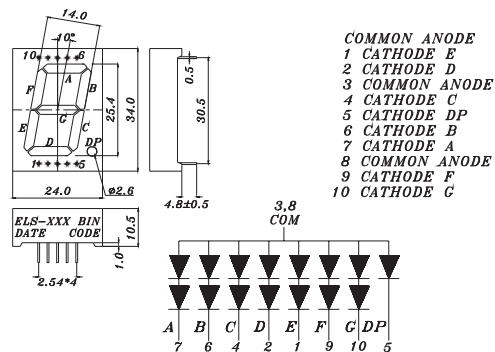 14.0
10°
10
6
A
F
B
G
E
C
D
DP
1
5
25.4
34.0
24.0
ø2.6
0.5
30.5
4.8±0.5
COMMON ANODE
1 CATHODE E
2 CATHODE D
3 COMMON ANODE
4 CATHODE C
5 CATHODE DP
6 CATHODE B
7 CATHODE A
8 COMMON ANODE
9 CATHODE F
10 CATHODE G
ELS-XXX BIN
DATE CODE
10.5
1.0
2.54*4
3,8
COM
A B C D E F G DP
7 6 4 2 1 9 10 5